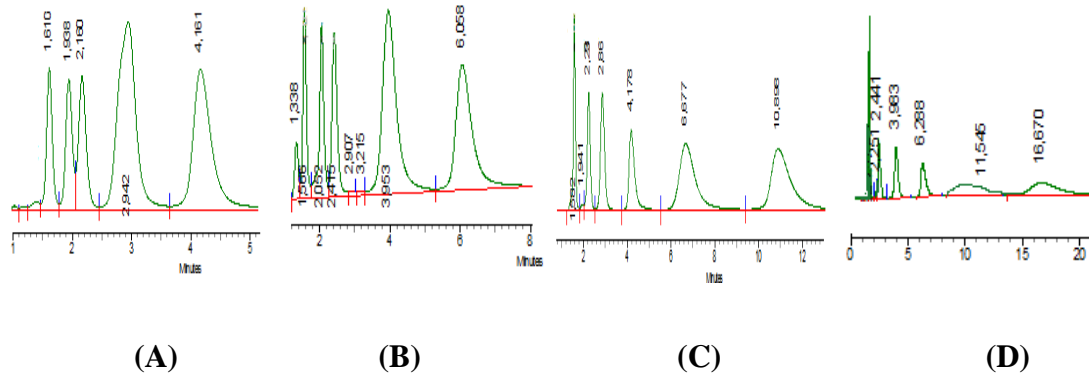 1,616
1,938
2,160
2,942
4,161
1 2 3 4 5
Minutes
(A)
1,338
1,566
2,052
2,415
2,907
3,215
3,953
6,058
2 4 6 8
Minutes
(B)
1,941
2,88
4,178
6,677
10,898
2 4 6 8 10 12
Minutes
(C)
2,251
2,441
3,983
6,288
11,545
16,670
0 5 10 15 20
(D)